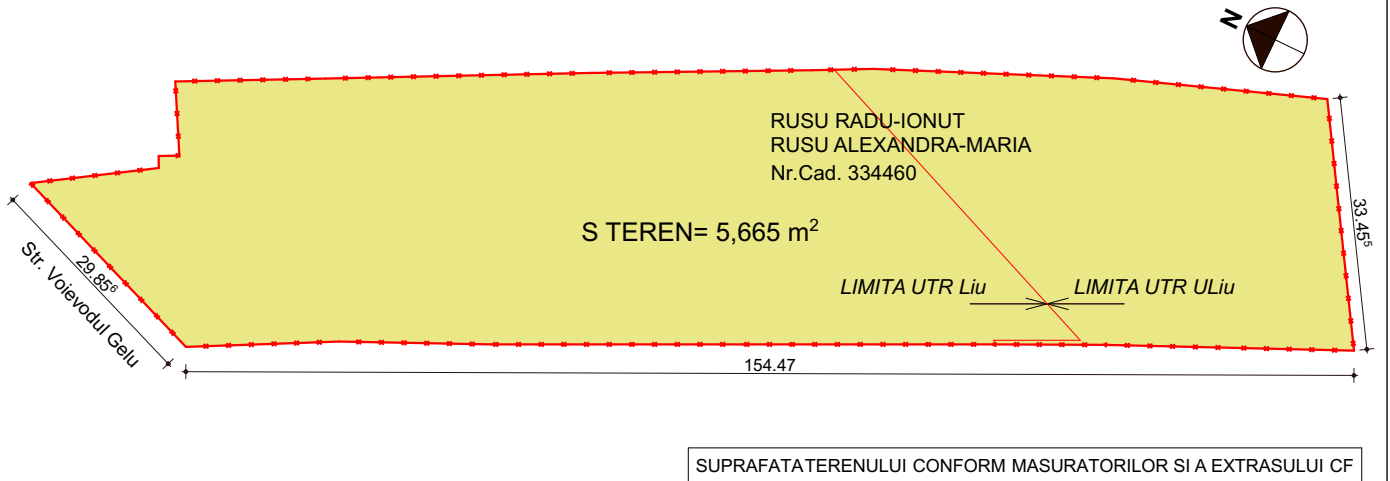 N
RUSU RADU-IONUT
RUSU ALEXANDRA-MARIA
Nr.Cad. 334460
S TEREN= 5,665 m²
33.45⁵
29.85⁶
Str. Voievodul Gelu
LIMITA UTR Liu
LIMITA UTR ULiu
154.47
SUPRAFATATERENULUI CONFORM MASURATORILOR SI A EXTRASULUI CF